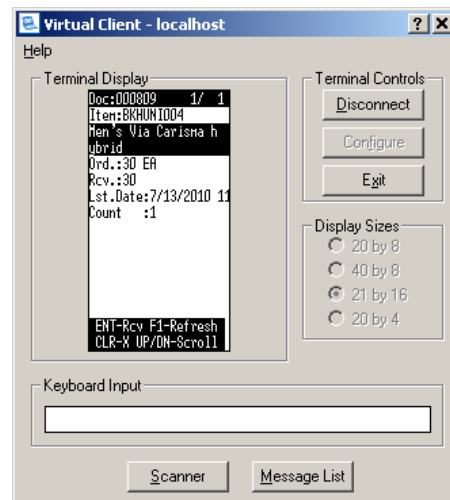 Virtual Client - localhost
Help
Terminal Display
Doc:000809 1/ 1
Item:BKHUNI004
Men's Via Carisma h
ybrid
Ord.:30 EA
Rcv.:30
Lst.Date:7/13/2010 11
Count :1
ENT-Rcv F1-Refresh
CLR-X UP/DN-Scroll
Terminal Controls
Disconnect
Configure
Exit
Display Sizes
20 by 8
40 by 8
21 by 16
20 by 4
Keyboard Input
Scanner
Message List